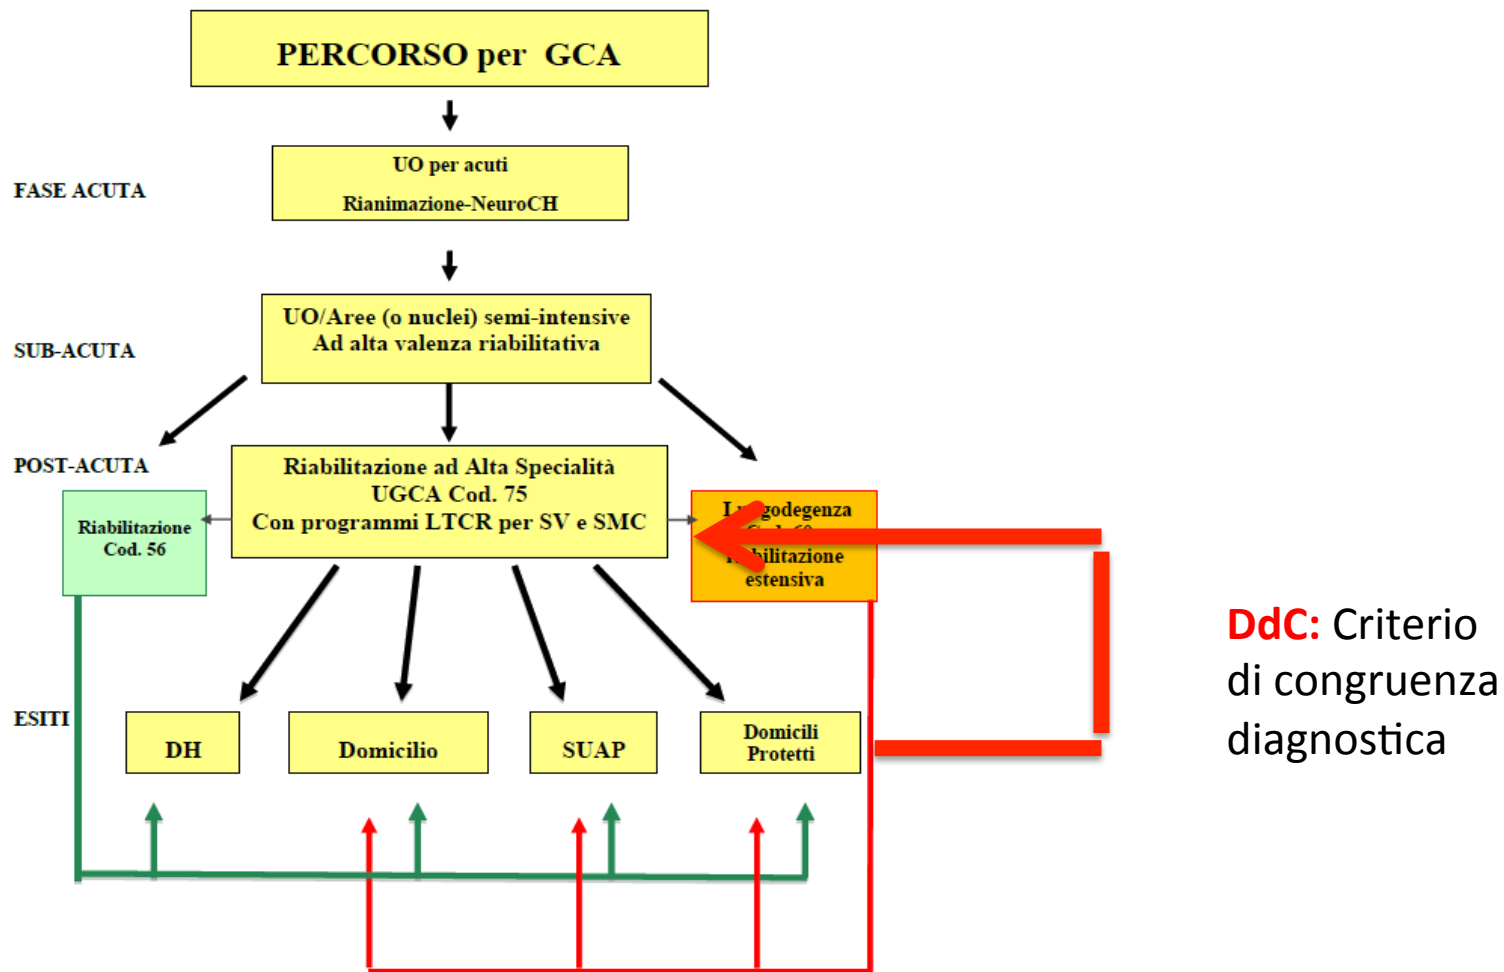 PERCORSO per GCA
FASE ACUTA
UO per acuti
Rianimazione-NeuroCH
SUB-ACUTA
UO/Aree (o nuclei) semi-intensive
Ad alta valenza riabilitativa
POST-ACUTA
Riabilitazione ad Alta Specialità
UGCA Cod. 75
Con programmi LTCR per SV e SMC
Riabilitazione
Cod. 56
estensiva
DdC: Criterio
di congruenza
diagnostica
ESITI
DH
Domicilio
SUAP
Domicili
Protetti